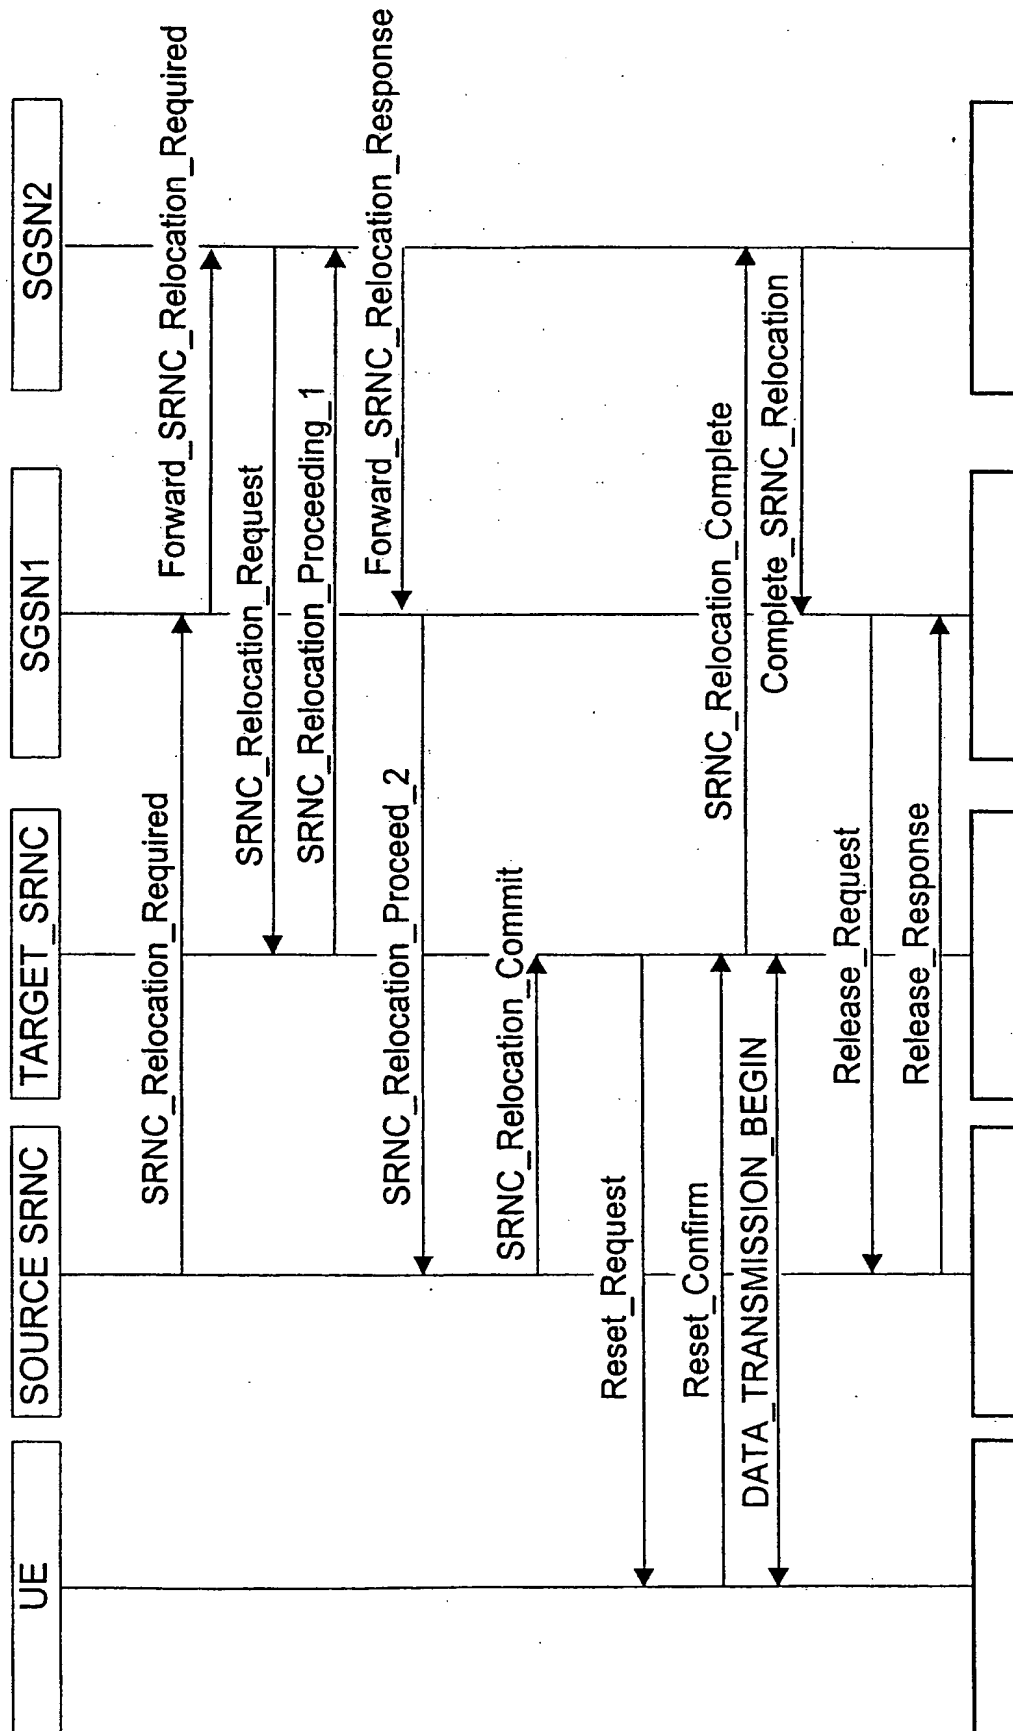 UE
SOURCE SRNC
TARGET_SRNC
SGSN1
SGSN2
SRNC_Relocation_Required
Forward_SRNC_Relocation_Required
SRNC_Relocation_Request
SRNC_Relocation_Proceeding_1
Forward_SRNC_Relocation_Response
SRNC_Relocation_Proceed_2
SRNC_Relocation_Commit
Reset_Request
Reset_Confirm
SRNC_Relocation_Complete
DATA_TRANSMISSION_BEGIN
Complete_SRNC_Relocation
Release_Request
Release_Response